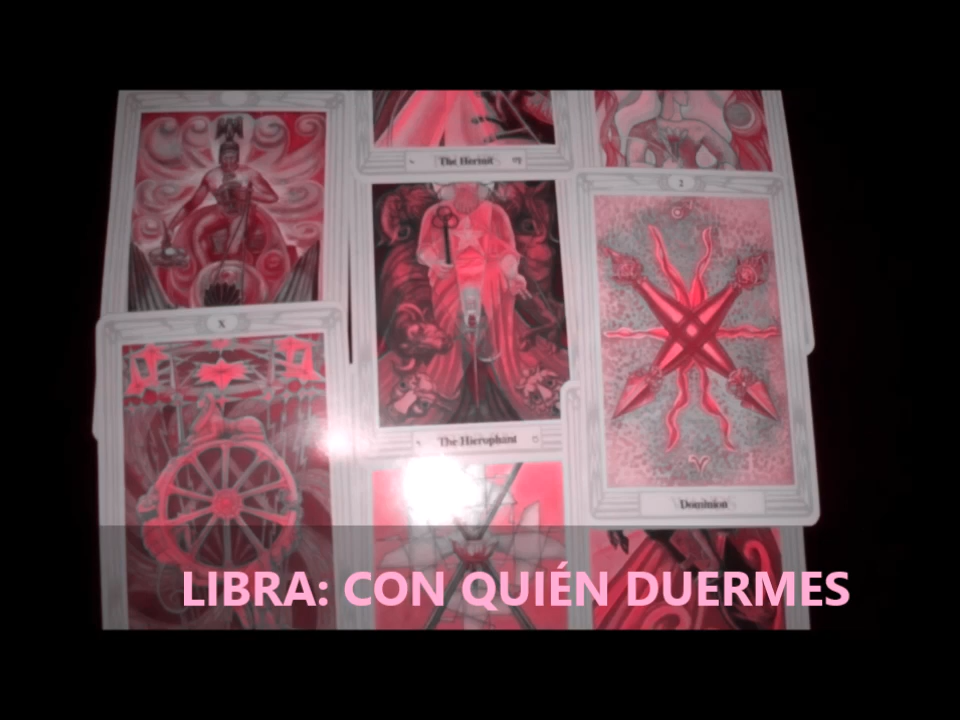 The Hermit
2
X
The Hierophant
Dominion
LIBRA: CON QUIÉN DUERMES